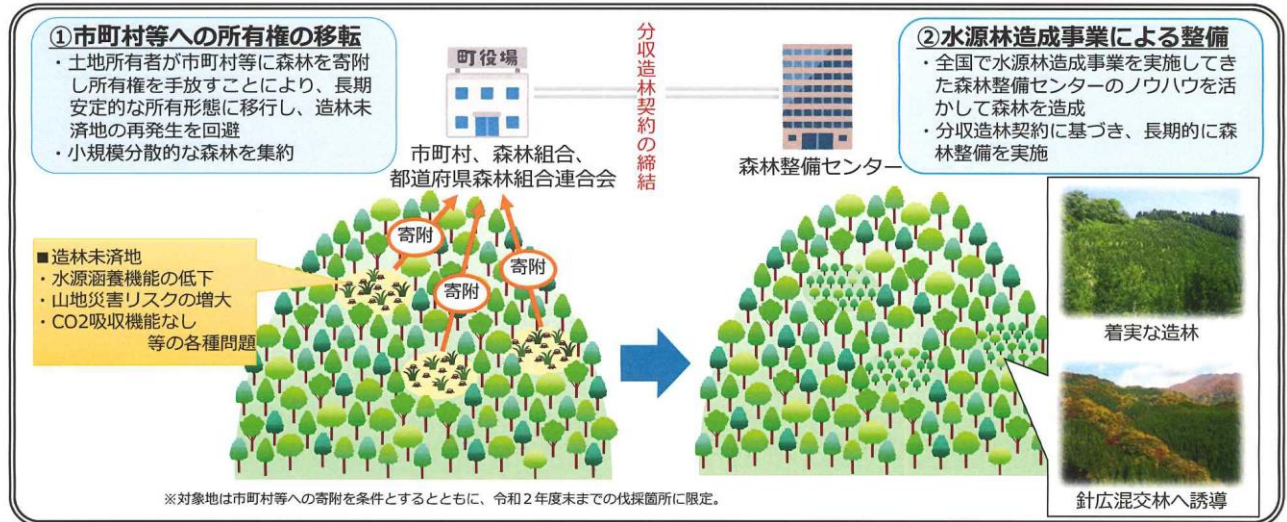 ①市町村等への所有権の移転
・土地所有者が市町村等に森林を寄附
し所有権を手放すことにより、長期
安定的な所有形態に移行し、造林未
済地の再発生を回避
・小規模分散的な森林を集約
町役場
市町村、森林組合、
都道府県森林組合連合会
分収造林契約の締結
森林整備センター
②水源林造成事業による整備
・全国で水源林造成事業を実施してき
た森林整備センターのノウハウを活
かして森林を造成
・分収造林契約に基づき、長期的に森
林整備を実施
■造林未済地
・水源涵養機能の低下
・山地災害リスクの増大
・CO2吸収機能なし
等の各種問題
寄附
寄附
寄附
着実な造林
針広混交林へ誘導
※対象地は市町村等への寄附を条件とするとともに、令和２年度末までの伐採箇所に限定。